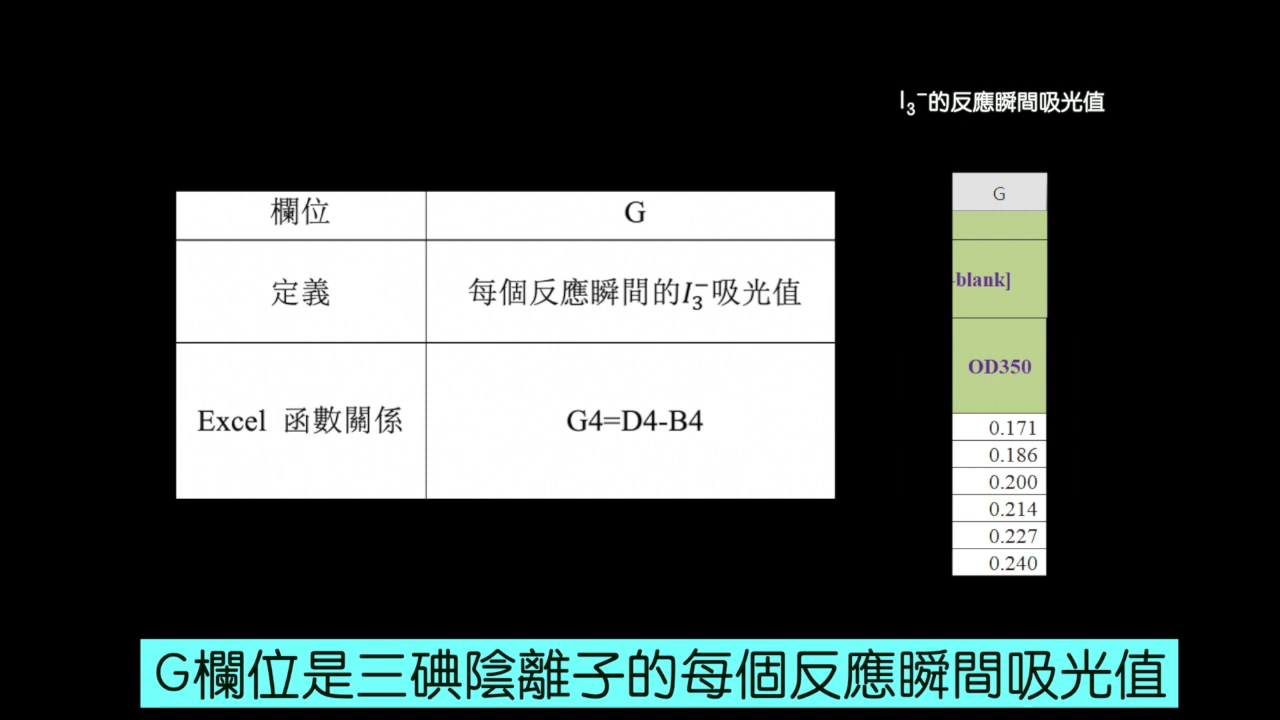 I₃⁻的反應瞬間吸光值
欄位 G
定義 每個反應瞬間的I₃⁻吸光值
Excel 函數關係 G4=D4-B4
G
-blank]
OD350
0.171
0.186
0.200
0.214
0.227
0.240
G欄位是三碘陰離子的每個反應瞬間吸光值